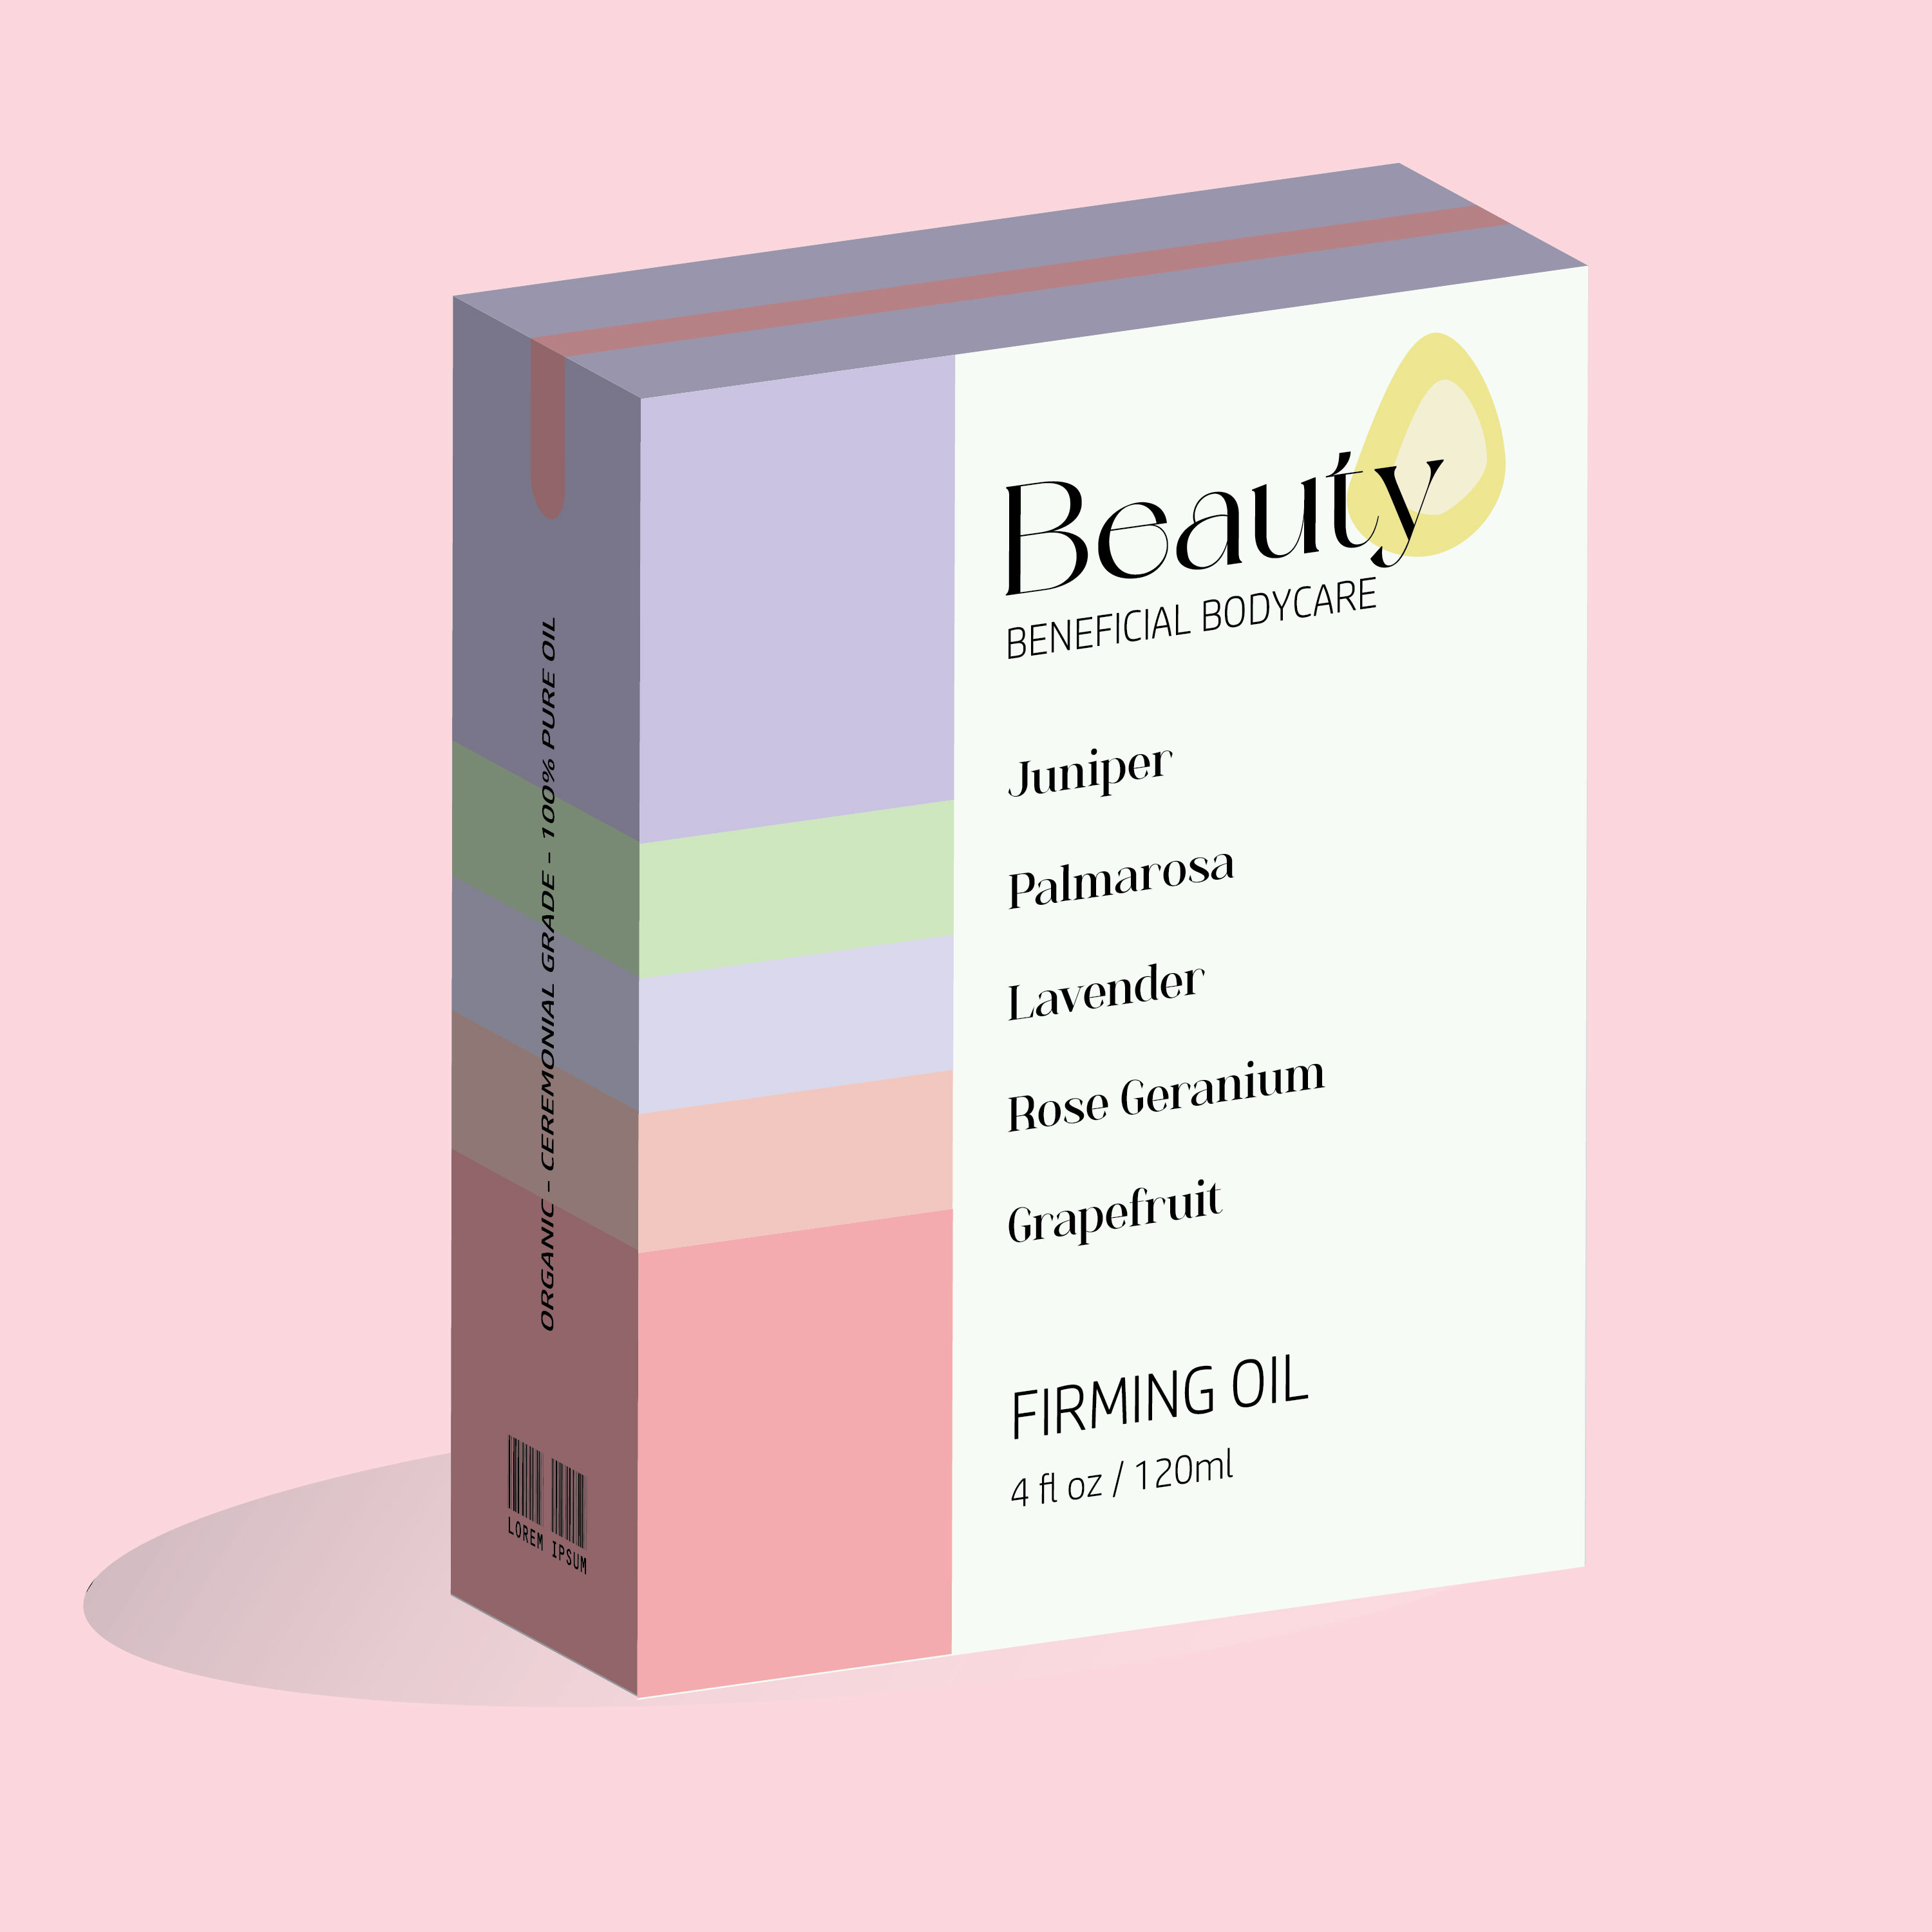 Beauty
BENEFICIAL BODYCARE
Juniper
Palmarosa
Lavender
Rose Geranium
Grapefruit
FIRMING OIL
4 fl oz / 120ml
ORGANIC - CEREMONIAL GRADE - 100% PURE OIL
LOREM IPSUM